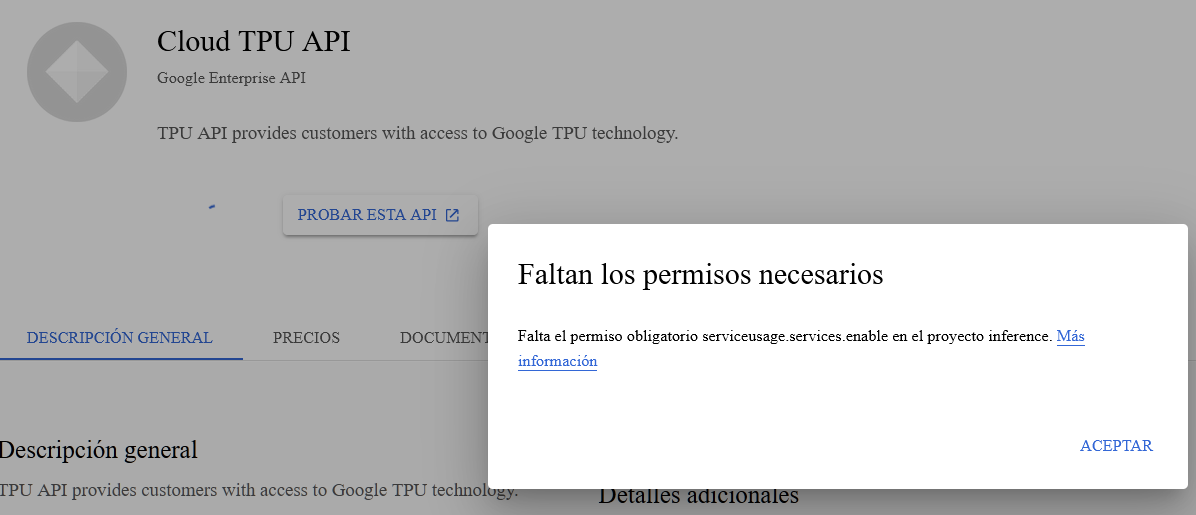 Cloud TPU API
Google Enterprise API
TPU API provides customers with access to Google TPU technology.
PROBAR ESTA API
Faltan los permisos necesarios
Falta el permiso obligatorio serviceusage.services.enable en el proyecto inference. Más
información
ACEPTAR
DESCRIPCIÓN GENERAL
PRECIOS
DOCUMENT
Descripción general
TPU API provides customers with access to Google TPU technology.
Detalles adicionales